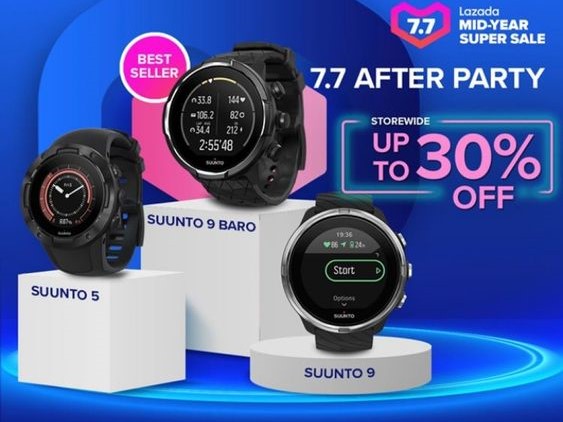 Lazada
7.7
MID-YEAR
SUPER SALE
BEST
SELLER
7.7 AFTER PARTY
STOREWIDE
UP
TO
30%
OFF
33.8 144
106.2 82
34.4 212
2:55'48
SUUNTO
SUUNTO 9 BARO
SUUNTO 5
19:36
86 24h
Start
Options
SUUNTO
SUUNTO 9